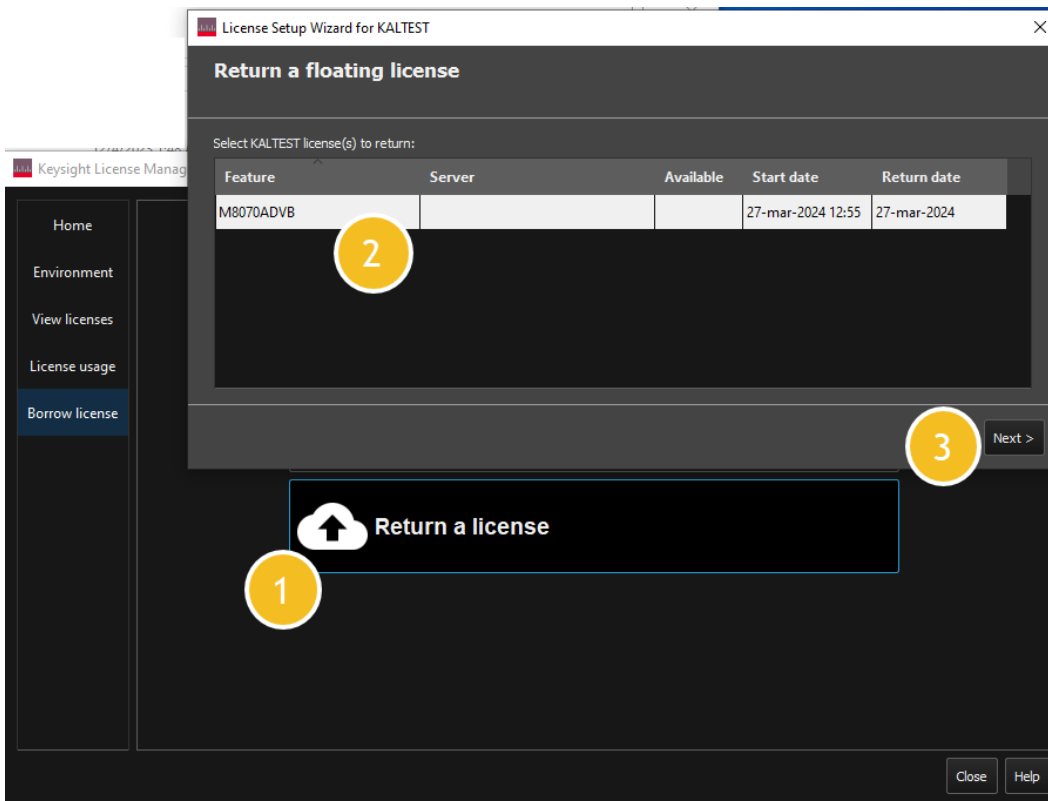 License Setup Wizard for KALTEST
Return a floating license
Select KALTEST license(s) to return:
Feature Server Available Start date Return date
M8070ADVB 27-mar-2024 12:55 27-mar-2024
2
3
Next >
Keysight License Manag
Home
Environment
View licenses
License usage
Borrow license
Return a license
1
Close Help